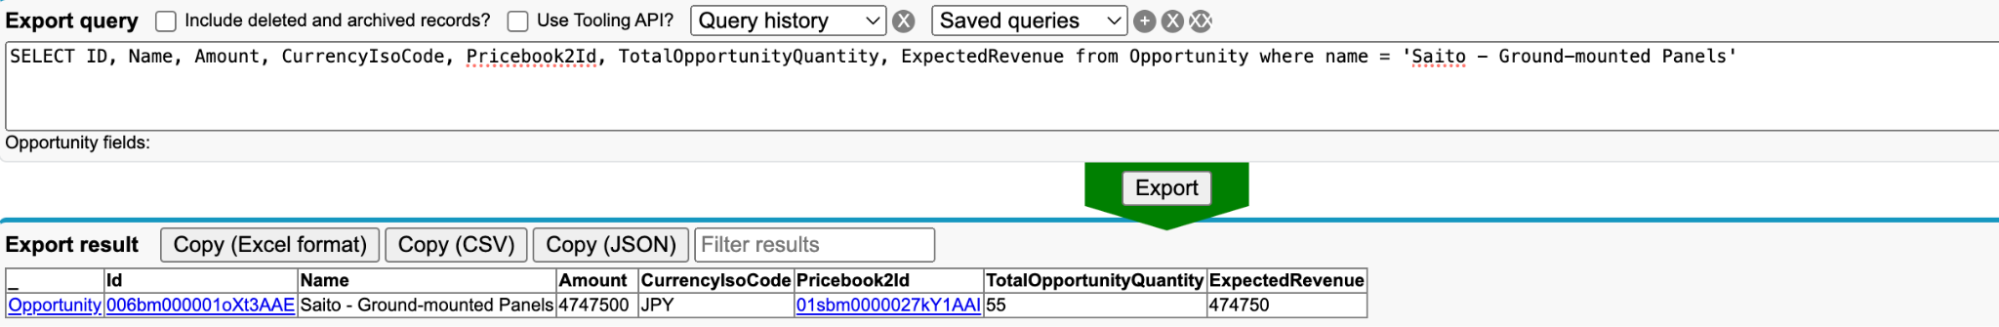 Export query Include deleted and archived records? Use Tooling API? Query history X Saved queries + X XX
SELECT ID, Name, Amount, CurrencyIsoCode, Pricebook2Id, TotalOpportunityQuantity, ExpectedRevenue from Opportunity where name = 'Saito - Ground-mounted Panels'
Opportunity fields:
Export
Export result Copy (Excel format) Copy (CSV) Copy (JSON) Filter results
_ Id Name Amount CurrencyIsoCode Pricebook2Id TotalOpportunityQuantity ExpectedRevenue
Opportunity 006bm000001oXt3AAE Saito - Ground-mounted Panels 4747500 JPY 01sbm0000027kY1AAI 55 474750